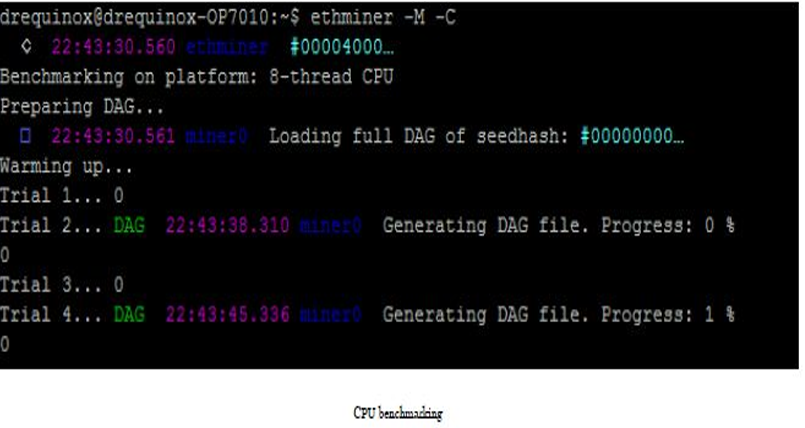 drequinox@drequinox-OP7010:~$ ethminer -M -C
◇ 22:43:30.560 ethminer #00004000…
Benchmarking on platform: 8-thread CPU
Preparing DAG...
▯ 22:43:30.561 miner0 Loading full DAG of seedhash: #00000000…
Warming up...
Trial 1... 0
Trial 2... DAG 22:43:38.310 miner0 Generating DAG file. Progress: 0 %
0
Trial 3... 0
Trial 4... DAG 22:43:45.336 miner0 Generating DAG file. Progress: 1 %
0
CPU benchmarking